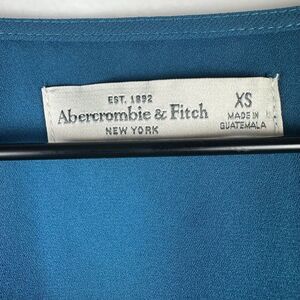 EST. 1892
Abercrombie & Fitch
NEW YORK
XS
MADE IN
GUATEMALA